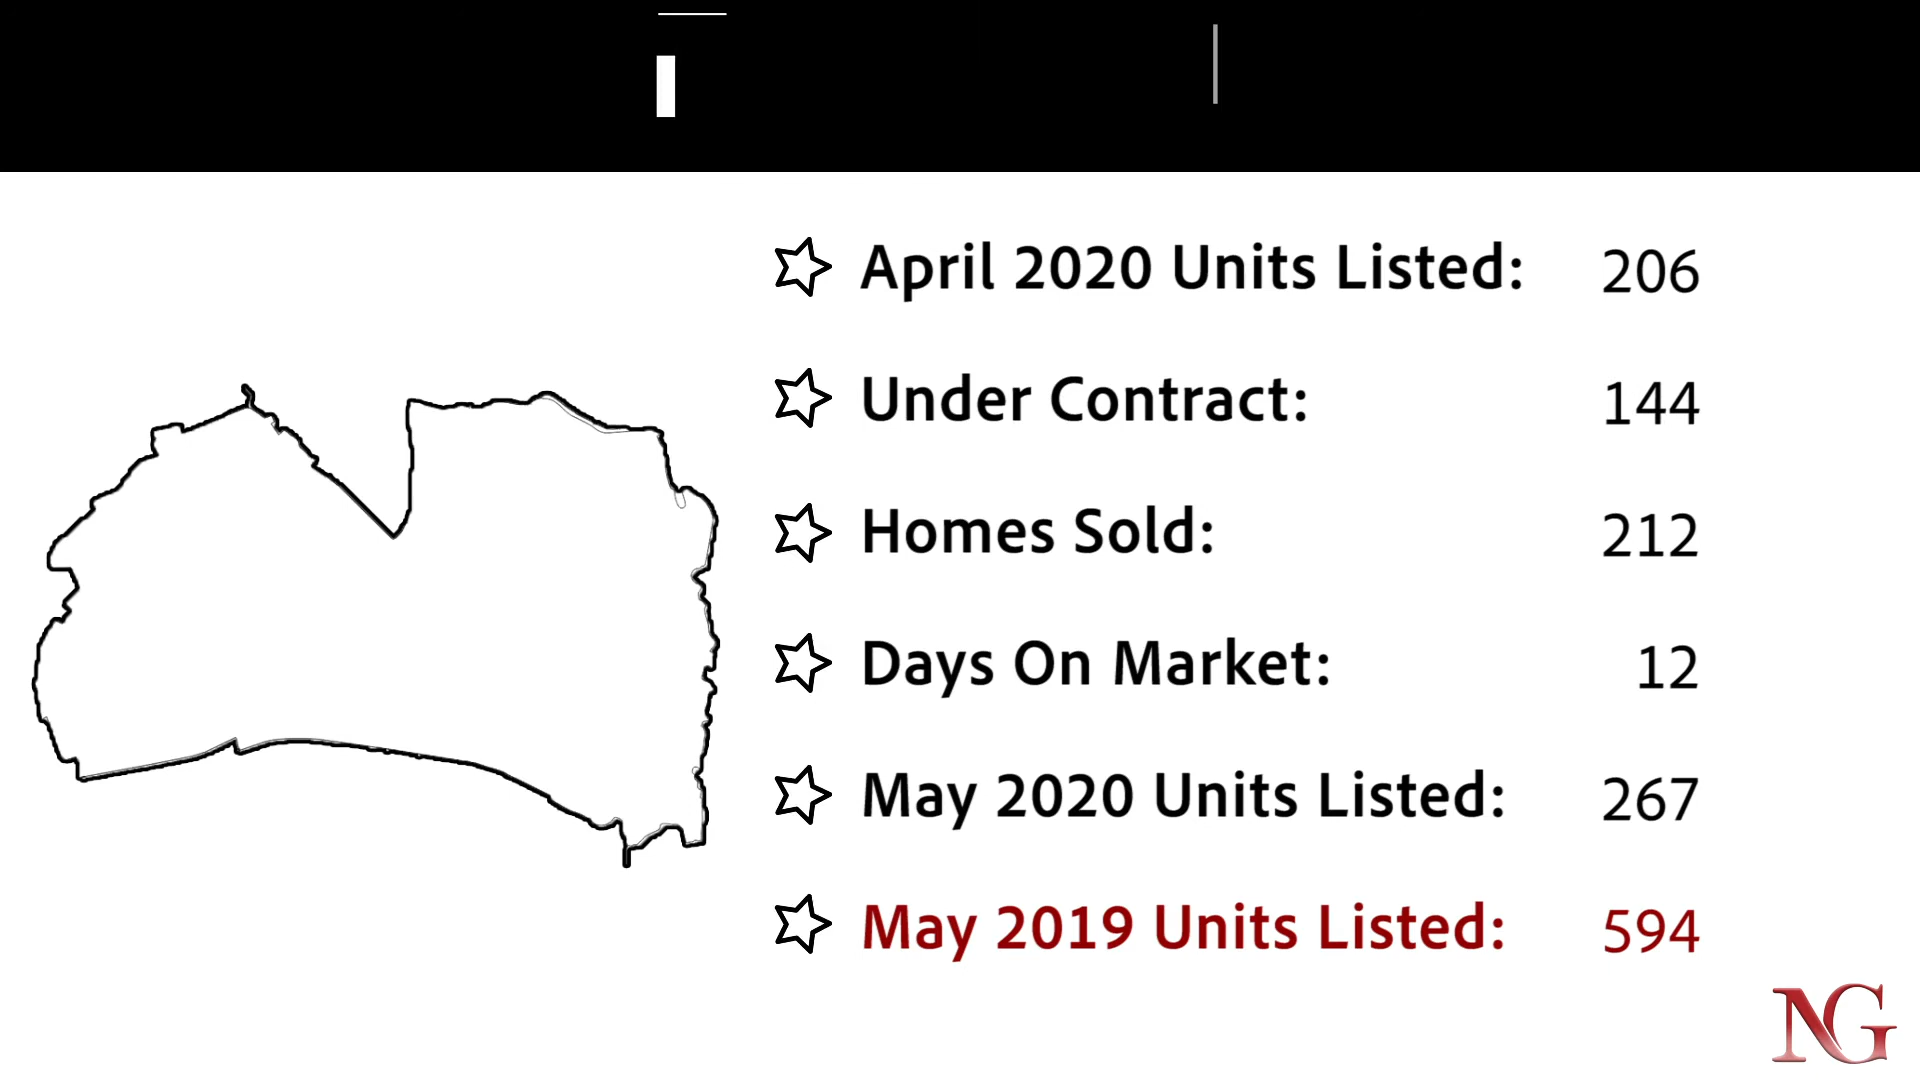 April 2020 Units Listed: 206
Under Contract: 144
Homes Sold: 212
Days On Market: 12
May 2020 Units Listed: 267
May 2019 Units Listed: 594
NG